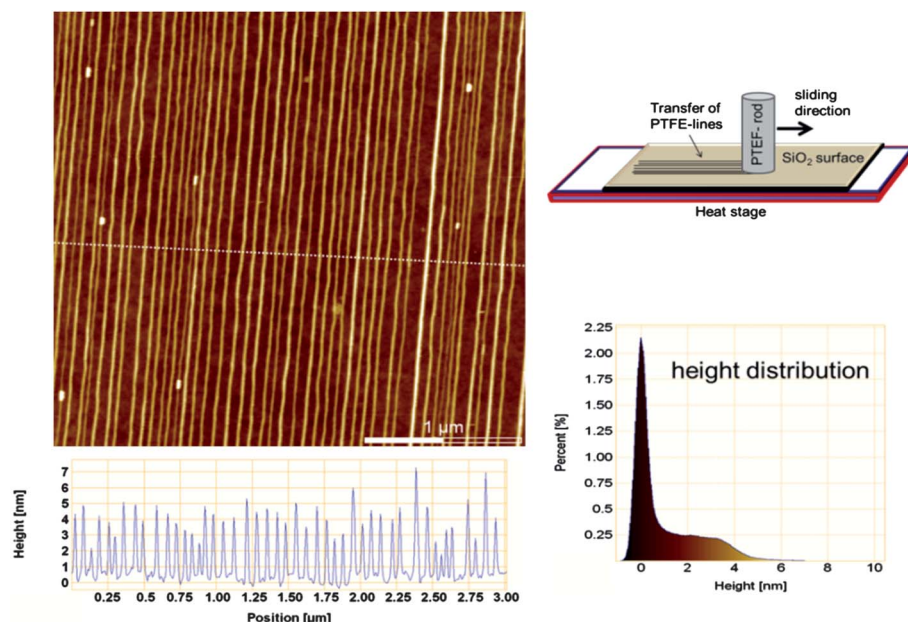 1 µm
Transfer of
PTFE-lines
PTEF- rod
sliding
direction
SiO₂ surface
Heat stage
Height [nm]
7
6
5
4
3
2
1
0
0.25 0.5 0.75 1.00 1.25 1.50 1.75 2.00 2.25 2.50 2.75 3.00
Position [µm]
height distribution
Percent [%]
2.25
2.00
1.75
1.50
1.25
1.00
0.75
0.50
0.25
0 2 4 6 8 10
Height [nm]